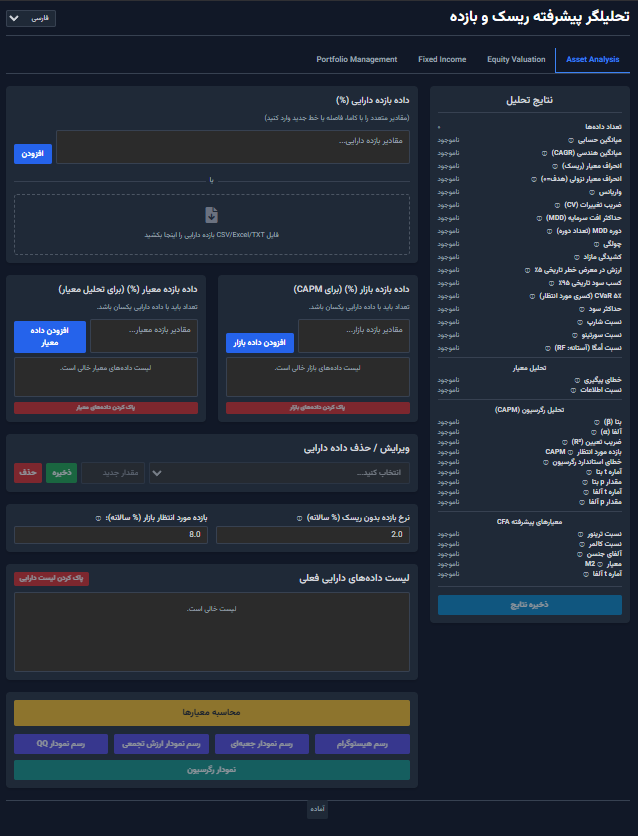 تحلیلگر پیشرفته ریسک و بازده
فارسی
Asset Analysis
Equity Valuation
Fixed Income
Portfolio Management
نتایج تحلیل
تعداد داده‌ها
۰
میانگین حسابی
ناموجود
میانگین هندسی (CAGR)
ناموجود
انحراف معیار (ریسک)
ناموجود
انحراف معیار نزولی (هدف=۰)
ناموجود
واریانس
ناموجود
ضریب تغییرات (CV)
ناموجود
حداکثر افت سرمایه (MDD)
ناموجود
دوره MDD (تعداد دوره)
ناموجود
چولگی
ناموجود
کشیدگی مازاد
ناموجود
ارزش در معرض خطر تاریخی ۵٪
ناموجود
کسب سود تاریخی ۹۵٪
ناموجود
CVaR ۵٪ (کسری مورد انتظار)
ناموجود
حداکثر سود
ناموجود
نسبت شارپ
ناموجود
نسبت سورتینو
ناموجود
نسبت اُمگا (آستانه: RF)
ناموجود
تحلیل معیار
خطای پیگیری
ناموجود
نسبت اطلاعات
ناموجود
تحلیل رگرسیون (CAPM)
بتا (β)
ناموجود
آلفا (α)
ناموجود
ضریب تعیین (R²)
ناموجود
بازده مورد انتظار CAPM
ناموجود
خطای استاندارد رگرسیون
ناموجود
آماره t بتا
ناموجود
مقدار p بتا
ناموجود
آماره t آلفا
ناموجود
مقدار p آلفا
ناموجود
معیارهای پیشرفته CFA
نسبت ترینور
ناموجود
نسبت کالمر
ناموجود
آلفای جنسن
ناموجود
معیار M2
ناموجود
آماره t آلفا
ناموجود
ذخیره نتایج
داده بازده دارایی (%)
(مقادیر متعدد را با کاما، فاصله یا خط جدید وارد کنید)
مقادیر بازده دارایی...
افزودن
یا
فایل CSV/Excel/TXT بازده دارایی را اینجا بکشید
داده بازده بازار (%) (برای CAPM)
تعداد باید با داده دارایی یکسان باشد.
مقادیر بازده بازار...
افزودن داده بازار
لیست داده‌های بازار خالی است.
پاک کردن داده‌های بازار
داده بازده معیار (%) (برای تحلیل معیار)
تعداد باید با داده دارایی یکسان باشد.
مقادیر بازده معیار...
افزودن داده معیار
لیست داده‌های معیار خالی است.
پاک کردن داده‌های معیار
ویرایش / حذف داده دارایی
انتخاب کنید...
مقدار جدید
ذخیره
حذف
نرخ بازده بدون ریسک (% سالانه)
2.0
بازده مورد انتظار بازار (% سالانه):
8.0
لیست داده‌های دارایی فعلی
پاک کردن لیست دارایی
لیست خالی است.
محاسبه معیارها
رسم هیستوگرام
رسم نمودار جعبه‌ای
رسم نمودار ارزش تجمعی
رسم نمودار QQ
نمودار رگرسیون
آماده